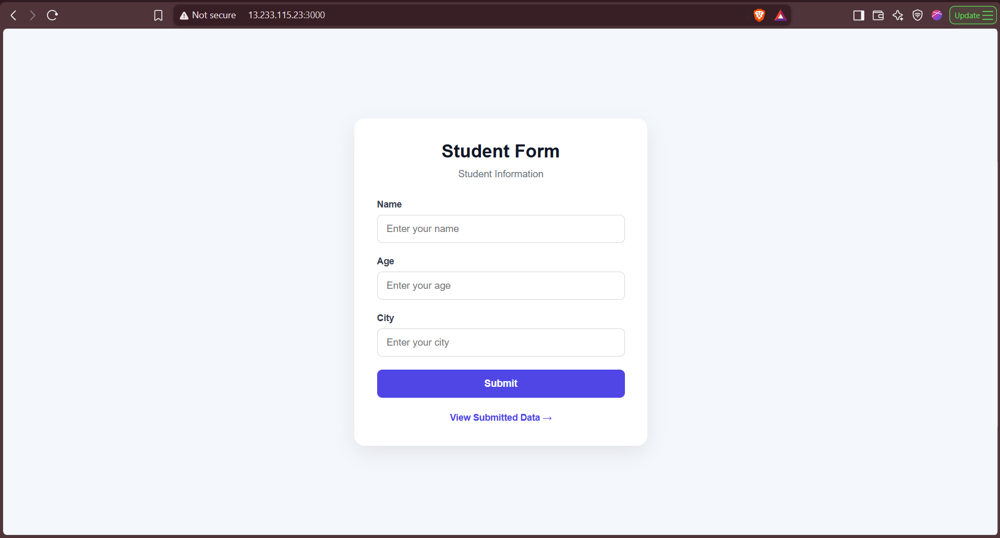 Not secure 13.233.115.23:3000 Update
Student Form
Student Information
Name
Enter your name
Age
Enter your age
City
Enter your city
Submit
View Submitted Data →